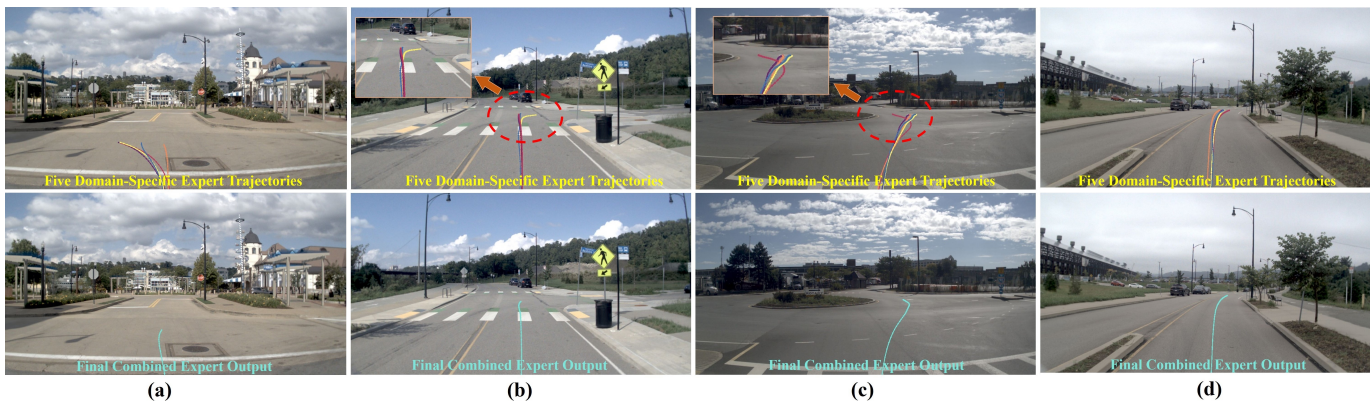 Five Domain-Specific Expert Trajectories
Five Domain-Specific Expert Trajectories
Five Domain-Specific Expert Trajectories
Five Domain-Specific Expert Trajectories
Final Combined Expert Output
Final Combined Expert Output
Final Combined Expert Output
Final Combined Expert Output
(a)
(b)
(c)
(d)